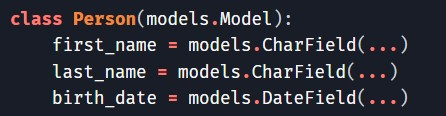 class Person(models.Model):
    first_name = models.CharField(...)
    last_name = models.CharField(...)
    birth_date = models.DateField(...)